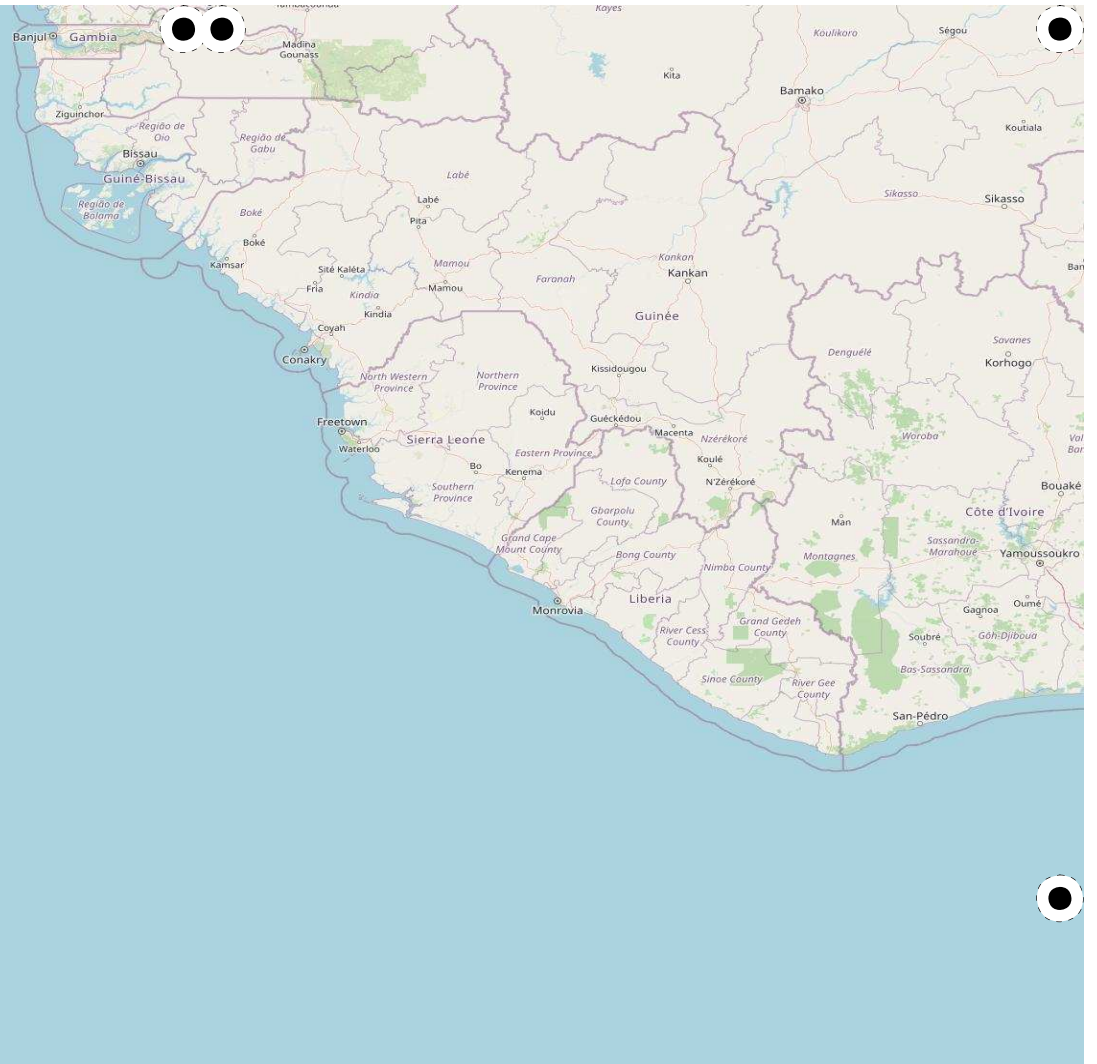 Tambacounda
Kayes
Koulikoro
Ségou
Banjul
Gambia
Madina
Gounass
Kita
Bamako
Ziguinchor
Região de
Oio
Região de
Gabu
Koutiala
Bissau
Guiné-Bissau
Labé
Sikasso
Sikasso
Labé
Região de
Bolama
Boké
Pita
Boké
Kamsar
Sité Kaléta
Mamou
Kankan
Kankan
Faranah
Ban
Fria
Kindia
Mamou
Kindia
Guinée
Coyah
Conakry
Savanes
Denguélé
Korhogo
Kissidougou
North Western
Province
Northern
Province
Koidu
Guéckédou
Freetown
Macenta
Sierra Leone
Nzérékoré
Woroba
Val
Bar
Waterloo
Eastern Province
Koulé
Bo
Kenema
Lofa County
N'Zérékoré
Southern
Province
Bouaké
Gbarpolu
County
Man
Côte d'Ivoire
Grand Cape
Mount County
Bong County
Montagnes
Sassandra-
Marahoué
Yamoussoukro
Nimba County
Monrovia
Liberia
Oumé
Gagnoa
River Cess
County
Grand Gedeh
County
Soubré
Gôh-Djiboua
Sinoe County
River Gee
County
Bas-Sassandra
San-Pédro